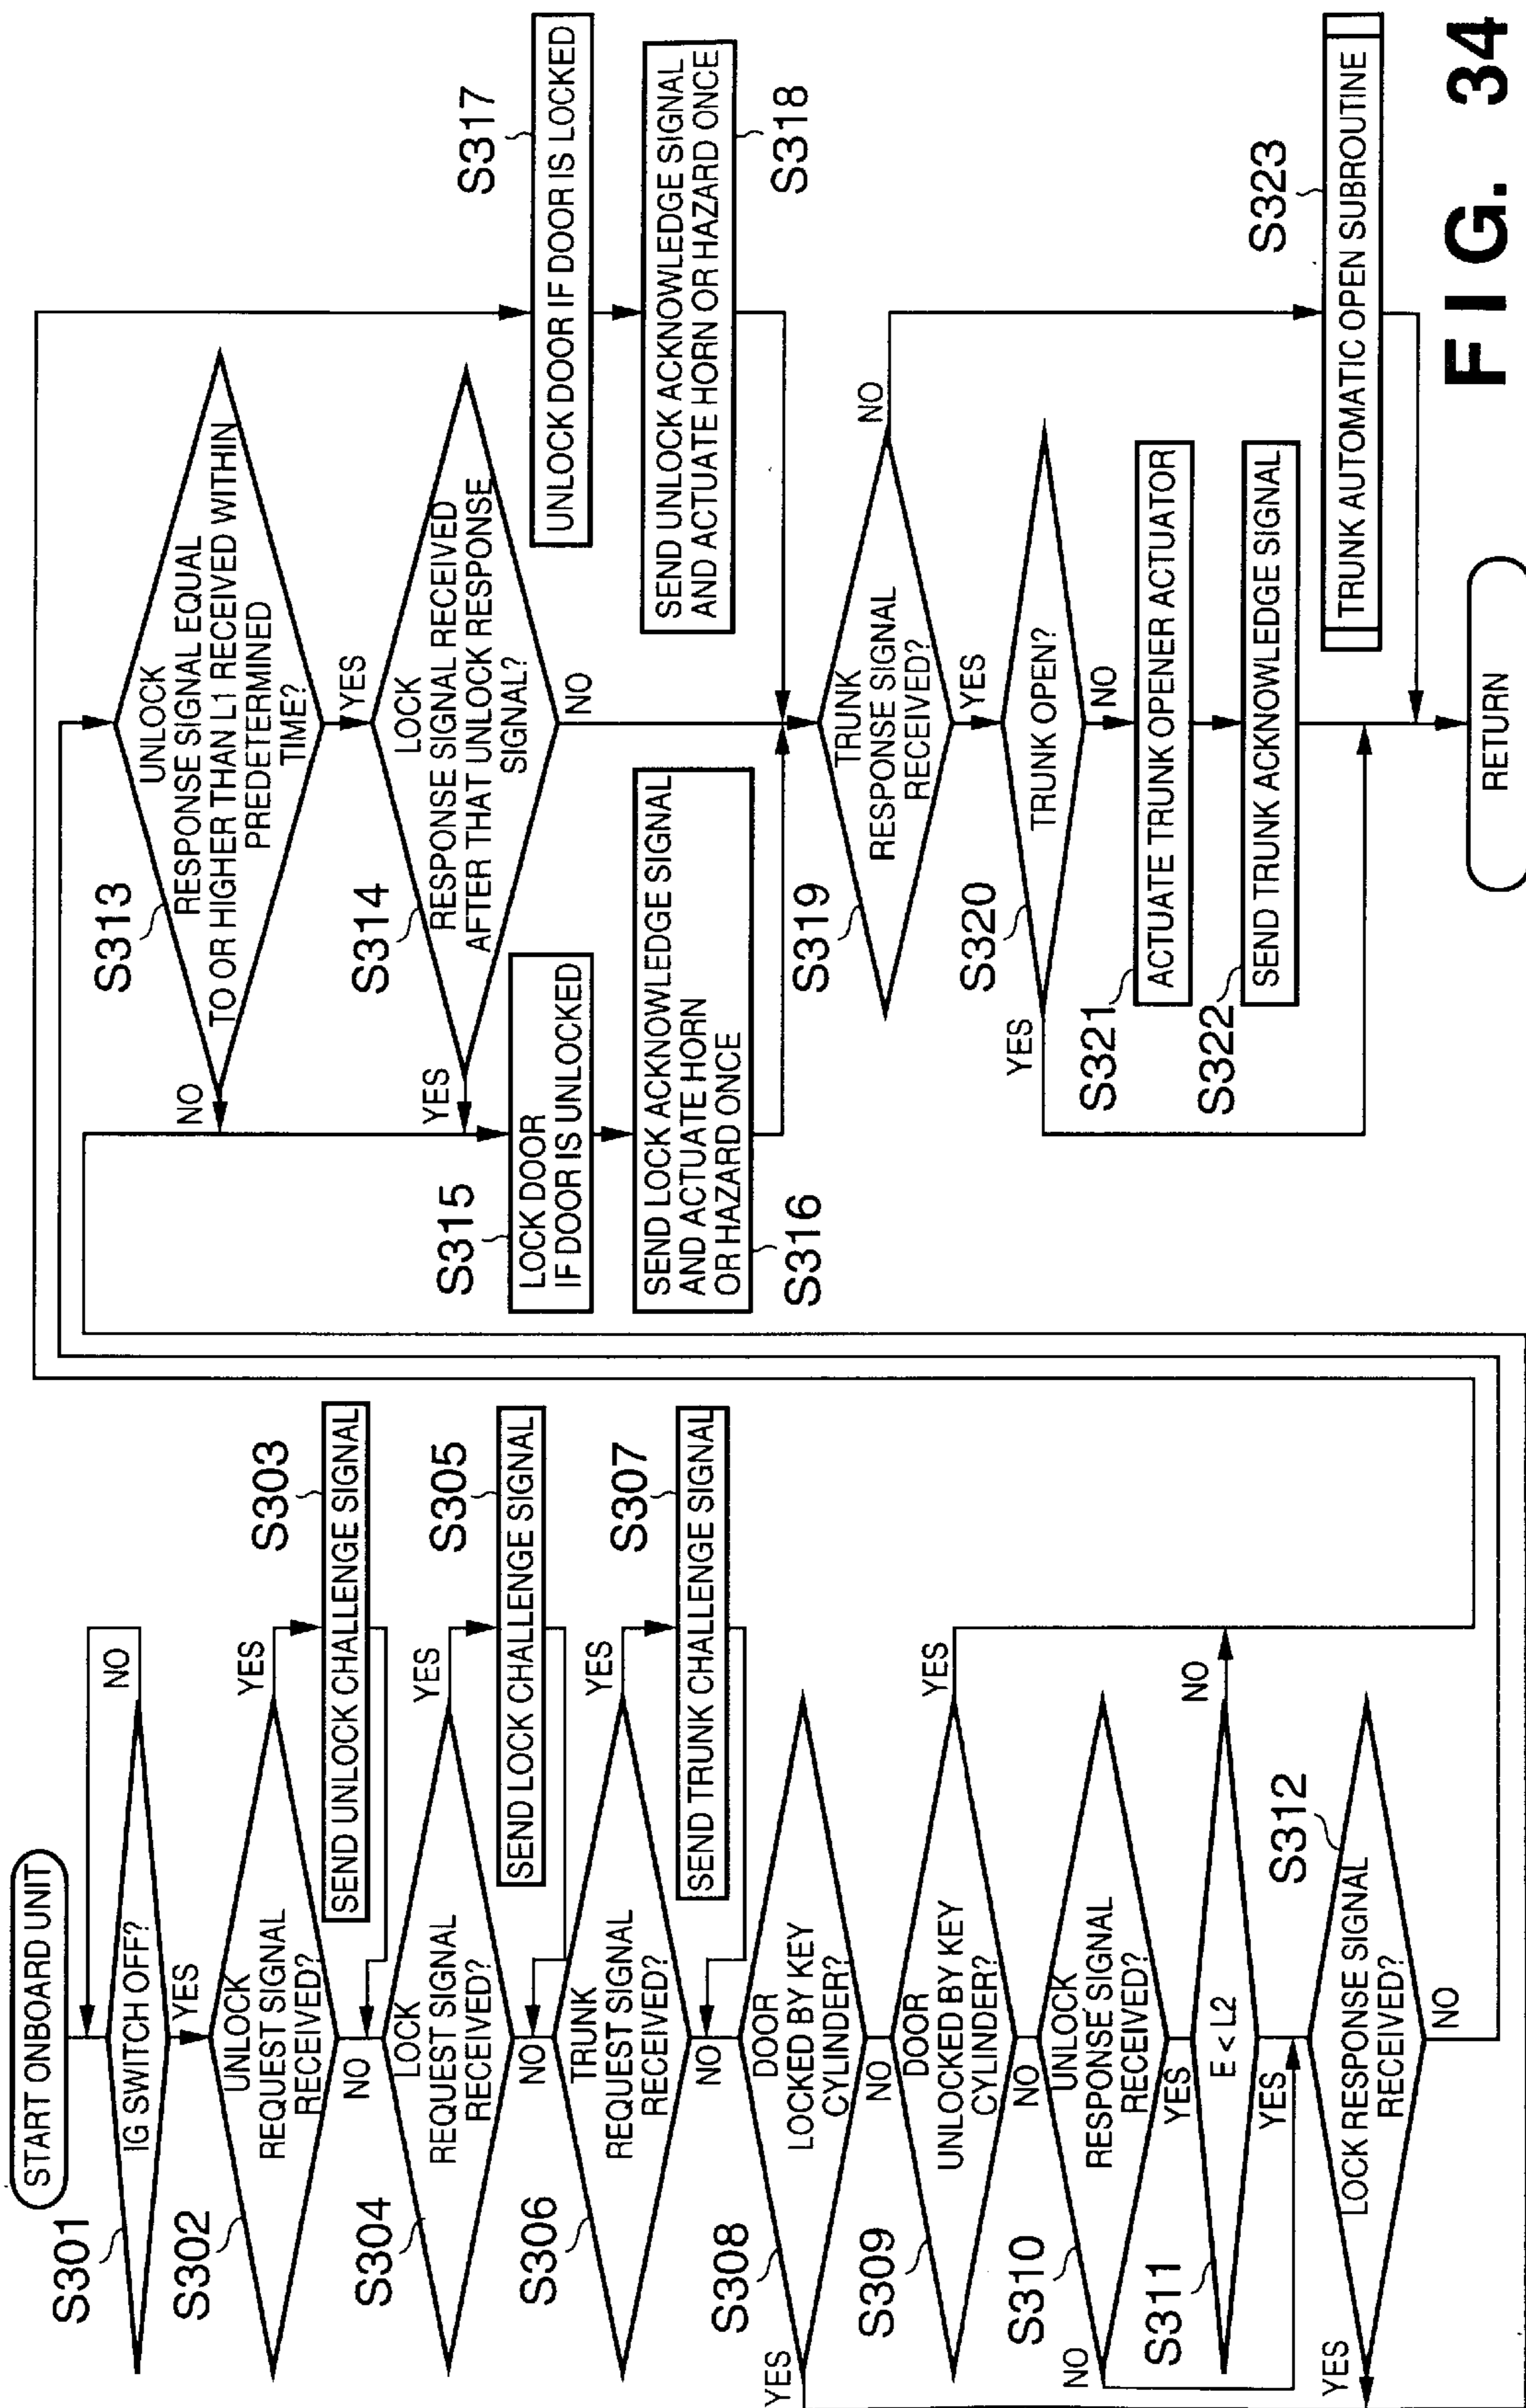 START ONBOARD UNIT
S301
IG SWITCH OFF?
NO
YES
S302
UNLOCK
REQUEST SIGNAL
RECEIVED?
YES
S303
SEND UNLOCK CHALLENGE SIGNAL
NO
S304
LOCK
REQUEST SIGNAL
RECEIVED?
YES
S305
SEND LOCK CHALLENGE SIGNAL
NO
S306
TRUNK
REQUEST SIGNAL
RECEIVED?
YES
S307
SEND TRUNK CHALLENGE SIGNAL
NO
S308
DOOR
LOCKED BY KEY
CYLINDER?
YES
NO
S309
DOOR
UNLOCKED BY KEY
CYLINDER?
YES
NO
S310
UNLOCK
RESPONSE SIGNAL
RECEIVED?
NO
YES
S311
E < L2
NO
YES
S312
LOCK RESPONSE SIGNAL
RECEIVED?
YES
NO
S313
UNLOCK
RESPONSE SIGNAL EQUAL
TO OR HIGHER THAN L1 RECEIVED WITHIN
PREDETERMINED
TIME?
NO
YES
S314
LOCK
RESPONSE SIGNAL RECEIVED
AFTER THAT UNLOCK RESPONSE
SIGNAL?
YES
NO
S315
LOCK DOOR
IF DOOR IS UNLOCKED
S316
SEND LOCK ACKNOWLEDGE SIGNAL
AND ACTUATE HORN
OR HAZARD ONCE
S317
UNLOCK DOOR IF DOOR IS LOCKED
S318
SEND UNLOCK ACKNOWLEDGE SIGNAL
AND ACTUATE HORN OR HAZARD ONCE
S319
TRUNK
RESPONSE SIGNAL
RECEIVED?
NO
YES
S320
TRUNK OPEN?
YES
NO
S321
ACTUATE TRUNK OPENER ACTUATOR
S322
SEND TRUNK ACKNOWLEDGE SIGNAL
S323
TRUNK AUTOMATIC OPEN SUBROUTINE
RETURN
FIG. 34